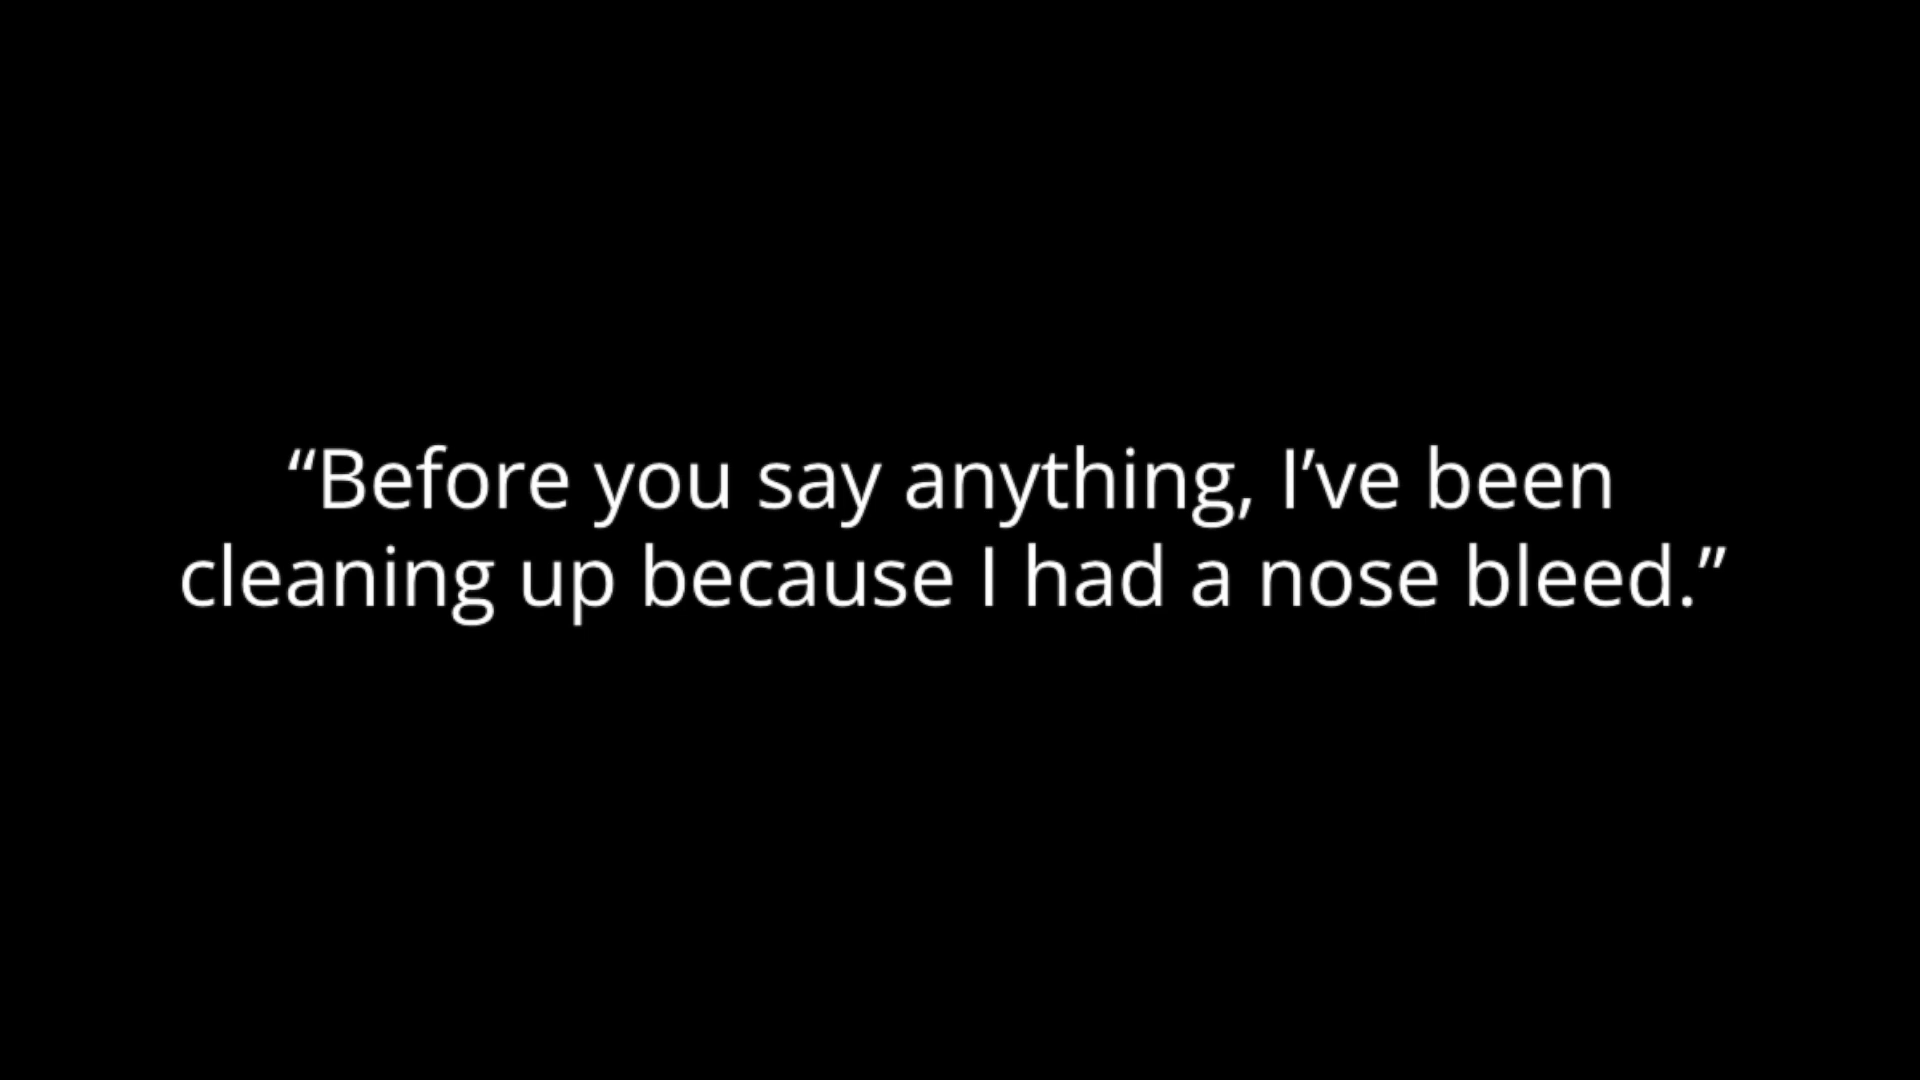 “Before you say anything, I’ve been
cleaning up because I had a nose bleed.”